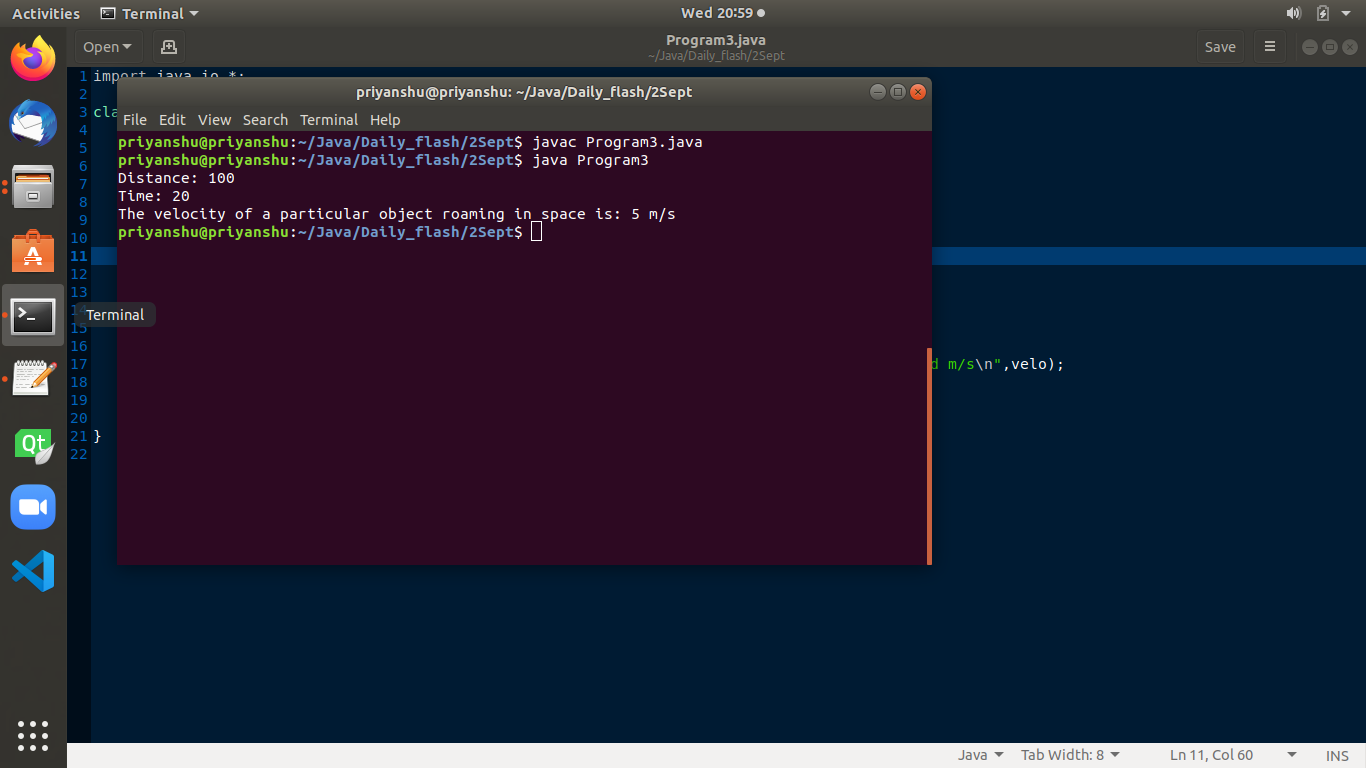 Activities Terminal Wed 20:59
Open Program3.java Save
~/Java/Daily_flash/2Sept
1 import java.io.*;
2
3 cla
4
5
6
7
8
9
10
11
12
13
15
16
17 d m/s\n",velo);
18
19
20
21 }
22
priyanshu@priyanshu: ~/Java/Daily_flash/2Sept
File Edit View Search Terminal Help
priyanshu@priyanshu:~/Java/Daily_flash/2Sept$ javac Program3.java
priyanshu@priyanshu:~/Java/Daily_flash/2Sept$ java Program3
Distance: 100
Time: 20
The velocity of a particular object roaming in space is: 5 m/s
priyanshu@priyanshu:~/Java/Daily_flash/2Sept$
Terminal
Qt
Java Tab Width: 8 Ln 11, Col 60 INS